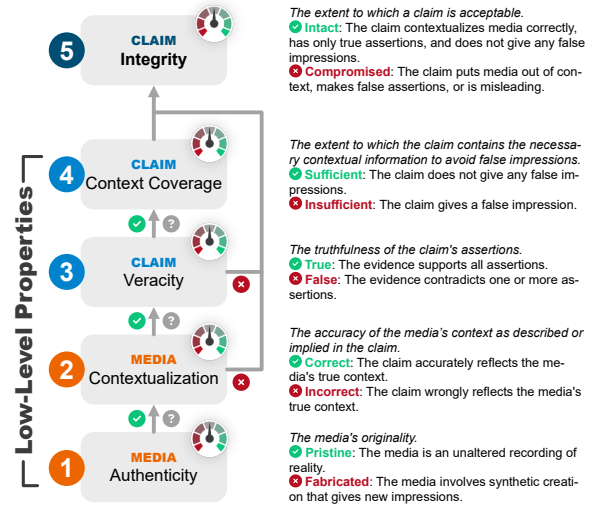 5
CLAIM
Integrity
The extent to which a claim is acceptable.
Intact: The claim contextualizes media correctly,
has only true assertions, and does not give any false
impressions.
Compromised: The claim puts media out of con-
text, makes false assertions, or is misleading.
Low-Level Properties
4
CLAIM
Context Coverage
The extent to which the claim contains the necessa-
ry contextual information to avoid false impressions.
Sufficient: The claim does not give any false im-
pressions.
Insufficient: The claim gives a false impression.
?
3
CLAIM
Veracity
The truthfulness of the claim's assertions.
True: The evidence supports all assertions.
False: The evidence contradicts one or more as-
sertions.
?
2
MEDIA
Contextualization
The accuracy of the media's context as described or
implied in the claim.
Correct: The claim accurately reflects the me-
dia's true context.
Incorrect: The claim wrongly reflects the media's
true context.
?
1
MEDIA
Authenticity
The media's originality.
Pristine: The media is an unaltered recording of
reality.
Fabricated: The media involves synthetic creati-
on that gives new impressions.